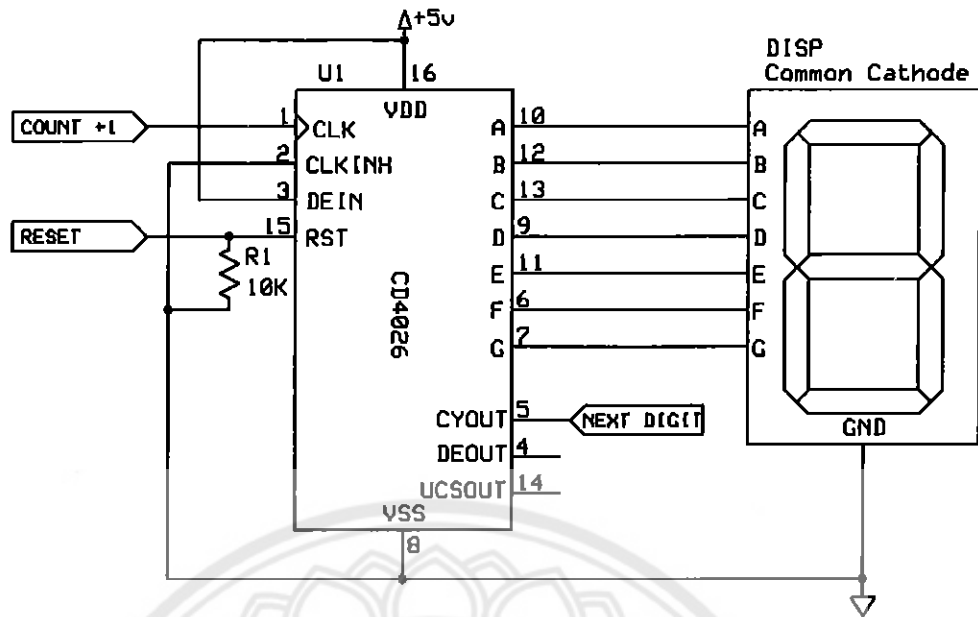 +5v
DISP
Common Cathode
U1
16
VDD
COUNT +1
1
CLK
A
10
A
2
CLKINH
B
12
B
3
DEIN
C
13
C
RESET
15
RST
D
9
D
R1
10K
E
11
E
CD4026
F
6
F
G
7
G
CYOUT
5
NEXT DIGIT
GND
DEOUT
4
UCSOUT
14
VSS
8